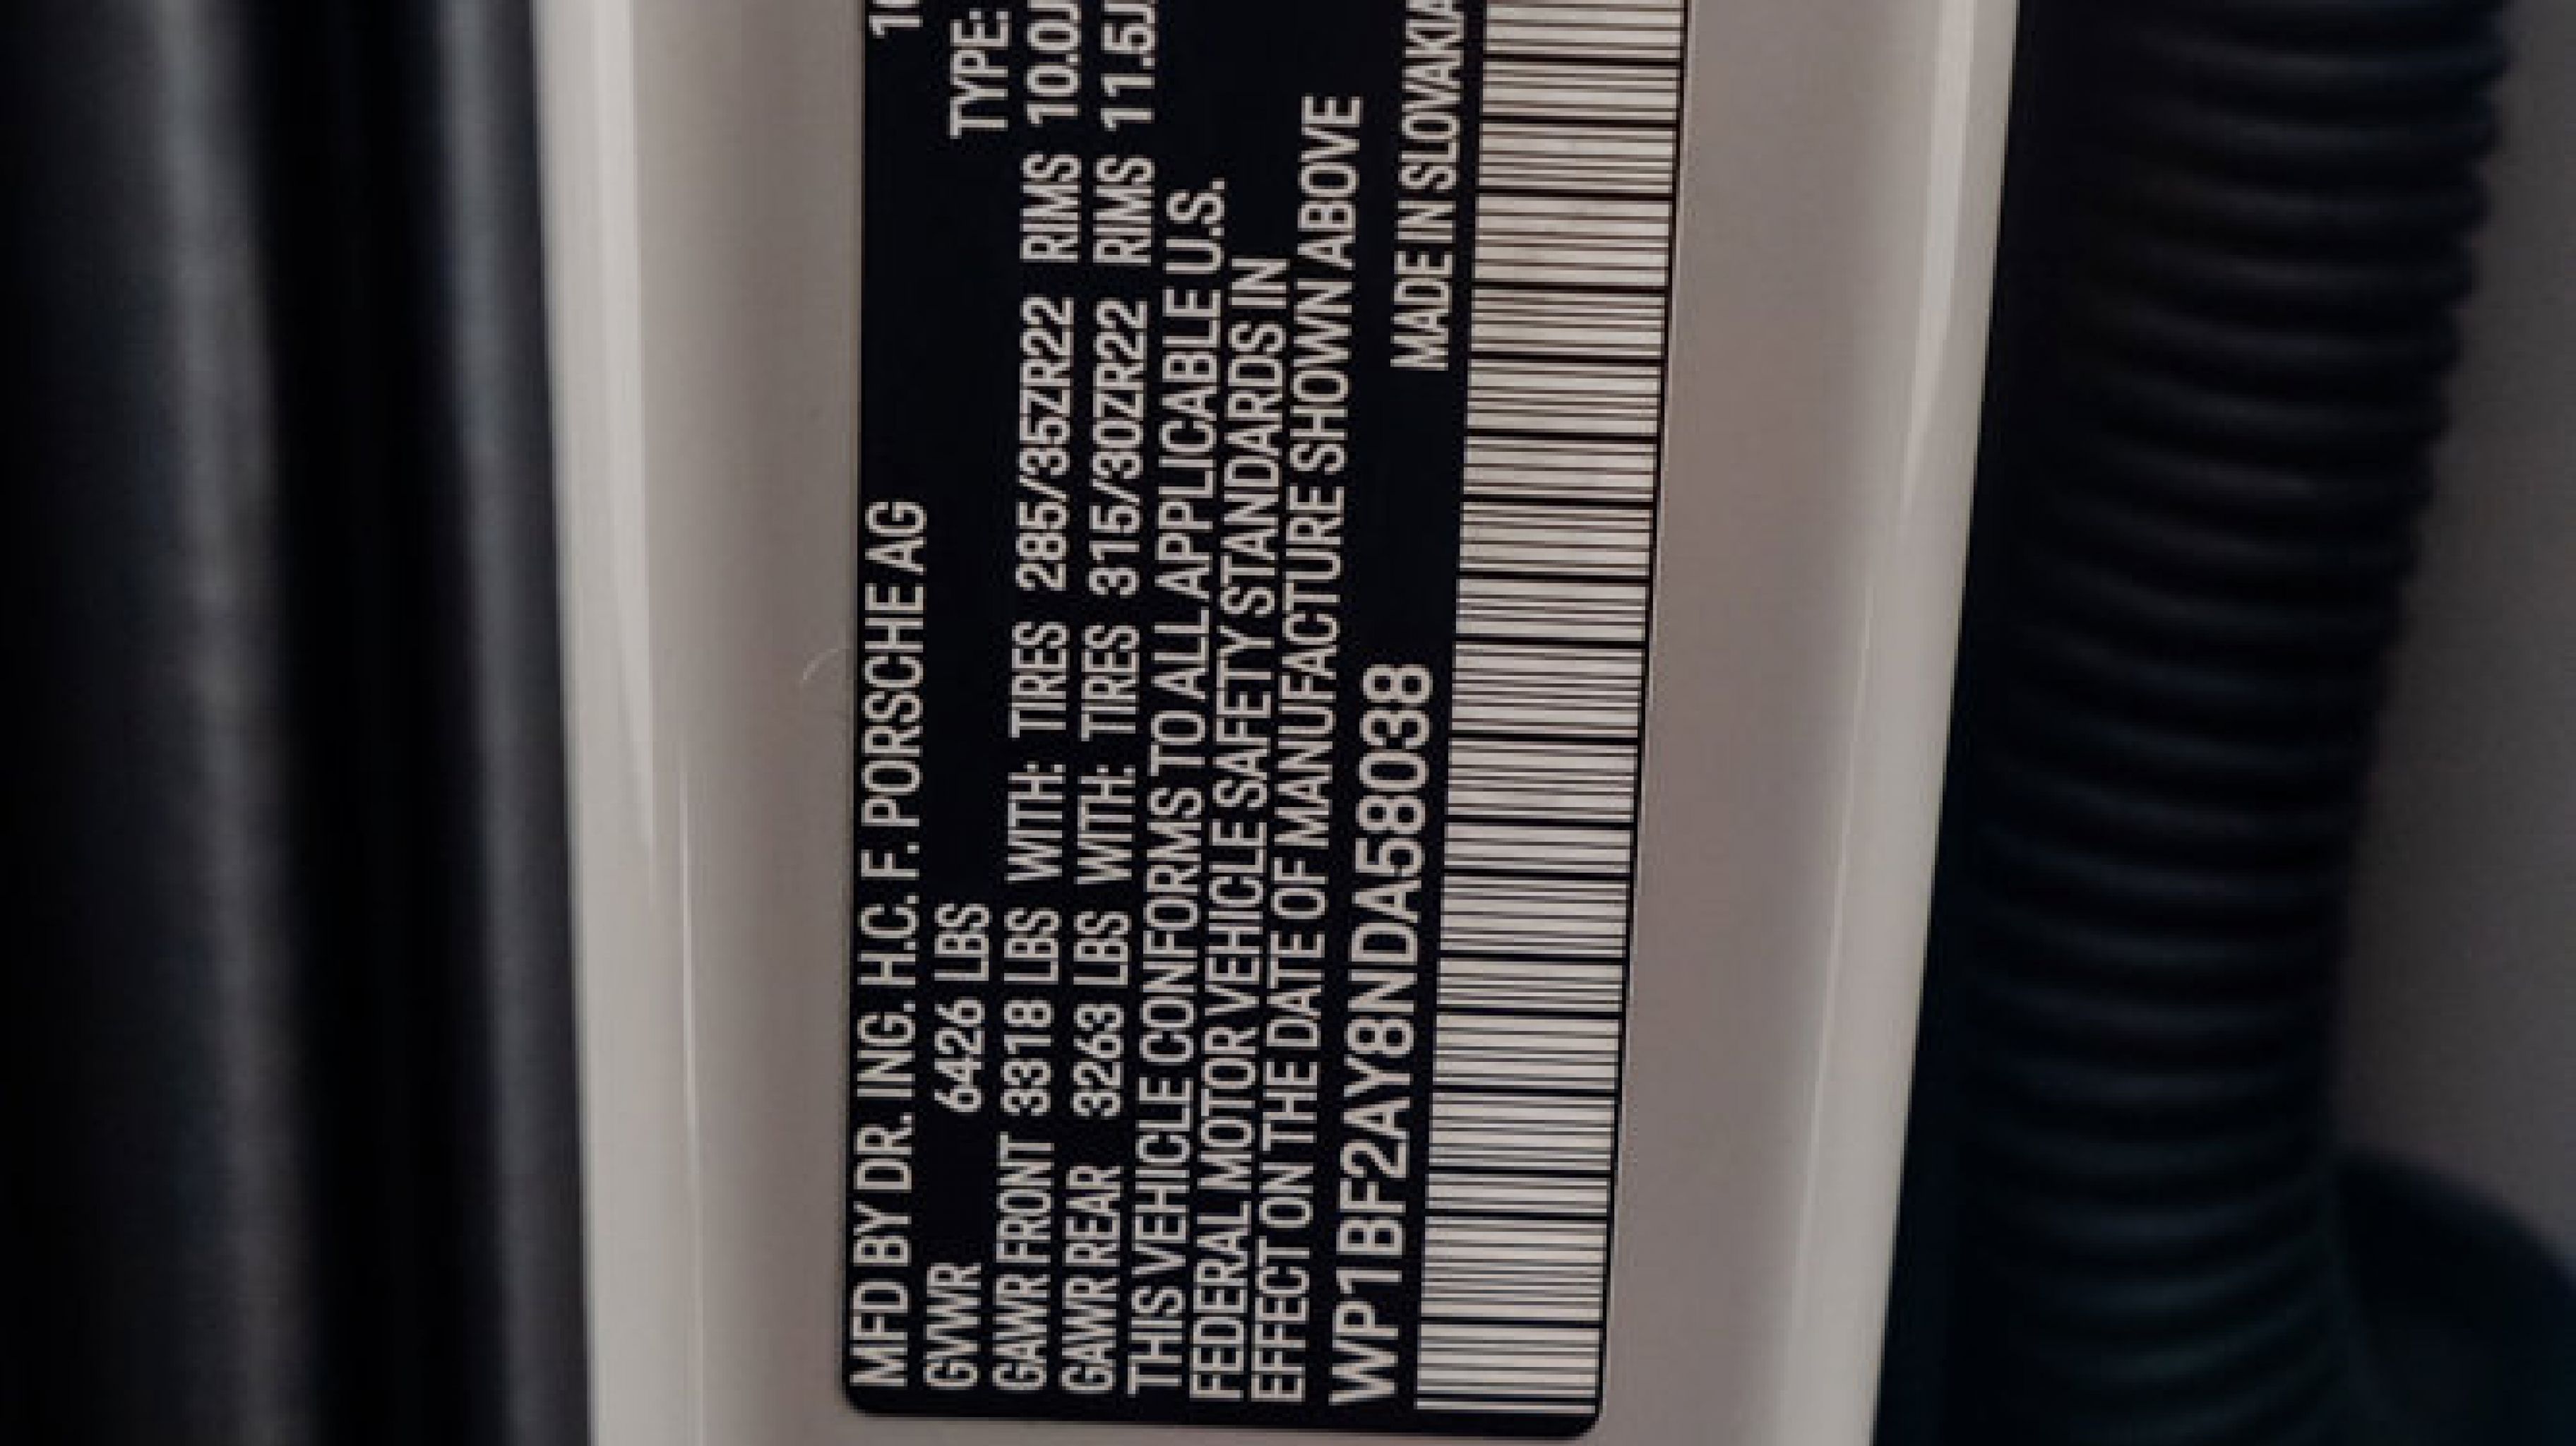 MFD BY DR. ING. H.C. F. PORSCHE AG 10
GVWR 6426 LBS TYPE:
GAWR FRONT 3318 LBS WITH: TIRES 285/35ZR22 RIMS 10.0J
GAWR REAR 3263 LBS WITH: TIRES 315/30ZR22 RIMS 11.5J
THIS VEHICLE CONFORMS TO ALL APPLICABLE U.S.
FEDERAL MOTOR VEHICLE SAFETY STANDARDS IN
EFFECT ON THE DATE OF MANUFACTURE SHOWN ABOVE
WP1BF2AY8NDA58038 MADE IN SLOVAKIA